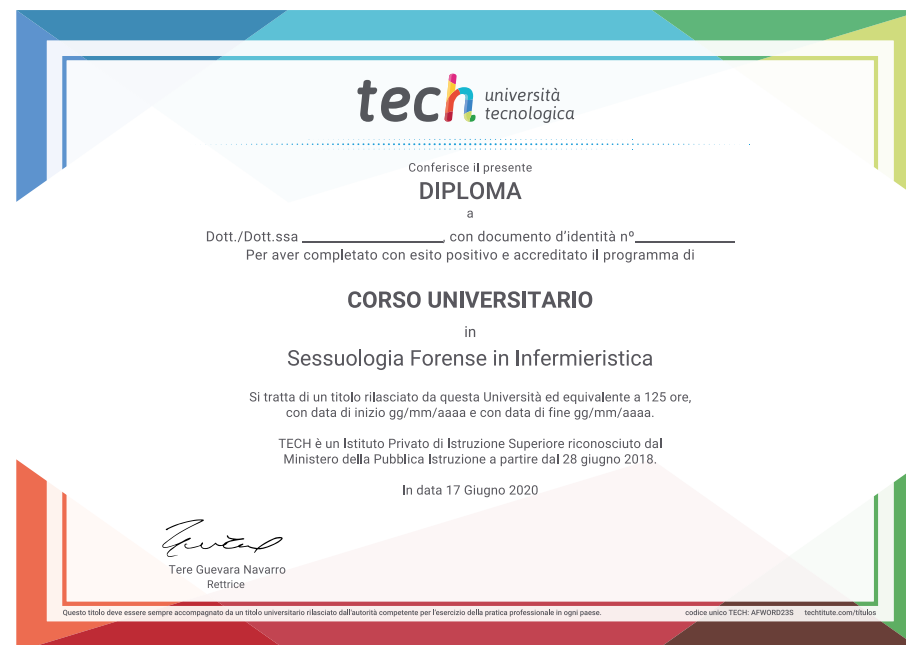 tech università
tecnologica
Conferisce il presente
DIPLOMA
a
Dott./Dott.ssa ____________________, con documento d'identità nº______________
Per aver completato con esito positivo e accreditato il programma di
CORSO UNIVERSITARIO
in
Sessuologia Forense in Infermieristica
Si tratta di un titolo rilasciato da questa Università ed equivalente a 125 ore,
con data di inizio gg/mm/aaaa e con data di fine gg/mm/aaaa.
TECH è un Istituto Privato di Istruzione Superiore riconosciuto dal
Ministero della Pubblica Istruzione a partire dal 28 giugno 2018.
In data 17 Giugno 2020
Tere Guevara Navarro
Rettrice
Questo titolo deve essere sempre accompagnato da un titolo universitario rilasciato dall'autorità competente per l'esercizio della pratica professionale in ogni paese. codice unico TECH: AFWORD23S techtitute.com/titulos